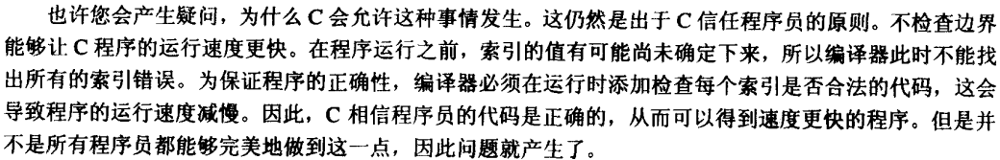 也许您会产生疑问，为什么 C 会允许这种事情发生。这仍然是出于 C 信任程序员的原则。不检查边界
能够让 C 程序的运行速度更快。在程序运行之前，索引的值有可能尚未确定下来，所以编译器此时不能找
出所有的索引错误。为保证程序的正确性，编译器必须在运行时添加检查每个索引是否合法的代码，这会
导致程序的运行速度减慢。因此，C 相信程序员的代码是正确的，从而可以得到速度更快的程序。但是并
不是所有程序员都能够完美地做到这一点，因此问题就产生了。